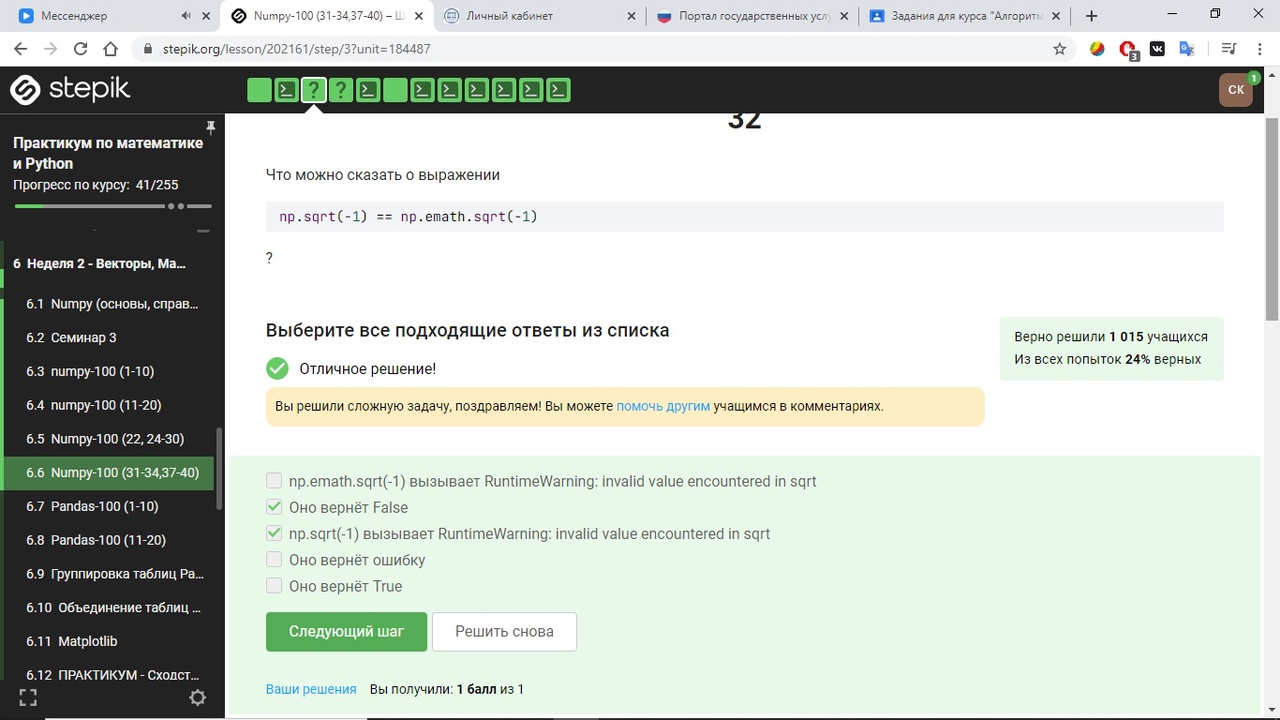 Мессенджер
Numpy-100 (31-34,37-40) – Ш
Личный кабинет
Портал государственных услу
Задания для курса "Алгоритм
stepik.org/lesson/202161/step/3?unit=184487
3
stepik
СК
1
Практикум по математике
и Python
Прогресс по курсу: 41/255
6 Неделя 2 - Векторы, Ма...
6.1 Numpy (основы, справ...
6.2 Семинар 3
6.3 numpy-100 (1-10)
6.4 numpy-100 (11-20)
6.5 Numpy-100 (22, 24-30)
6.6 Numpy-100 (31-34,37-40)
6.7 Pandas-100 (1-10)
6.8 Pandas-100 (11-20)
6.9 Группировка таблиц Pa...
6.10 Объединение таблиц ...
6.11 Matplotlib
6.12 ПРАКТИКУМ - Сходст...
32
Что можно сказать о выражении
np.sqrt(-1) == np.emath.sqrt(-1)
?
Выберите все подходящие ответы из списка
Верно решили 1 015 учащихся
Из всех попыток 24% верных
Отличное решение!
Вы решили сложную задачу, поздравляем! Вы можете помочь другим учащимся в комментариях.
np.emath.sqrt(-1) вызывает RuntimeWarning: invalid value encountered in sqrt
Оно вернёт False
np.sqrt(-1) вызывает RuntimeWarning: invalid value encountered in sqrt
Оно вернёт ошибку
Оно вернёт True
Следующий шаг
Решить снова
Ваши решения Вы получили: 1 балл из 1